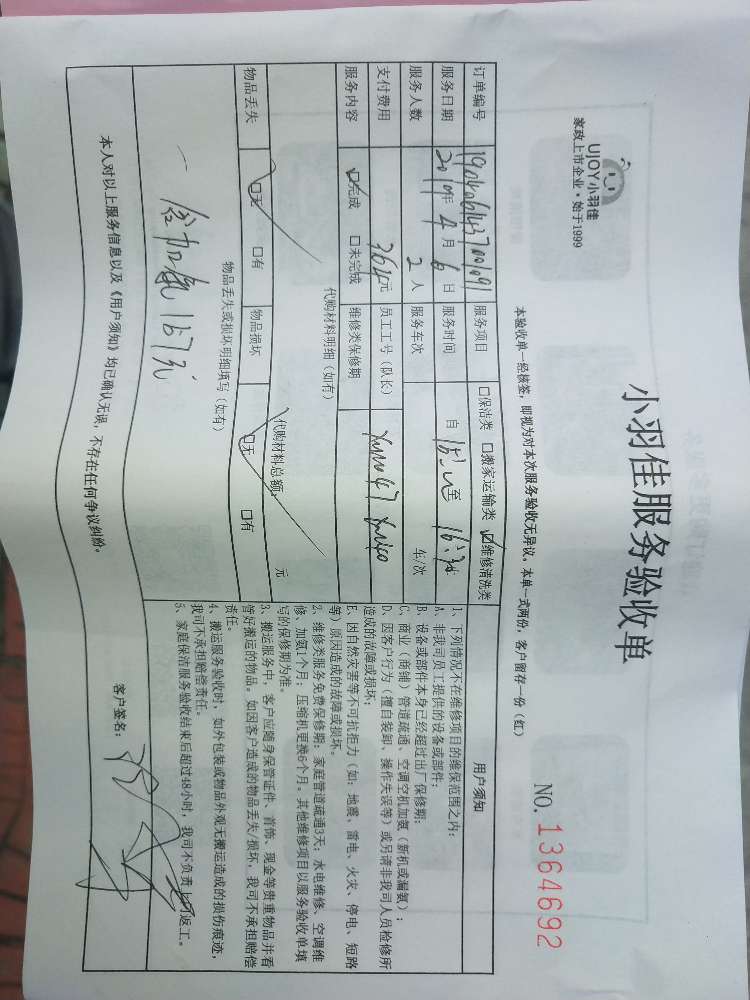 UJOY小羽佳
家政上市企业·始于1999
小羽佳服务验收单
NO.1364692
本验收单一经核签，即视为对本次服务验收无异议。本单一式两份，客户留存一份（红）
订单编号 服务项目 □保洁类 □搬家运输类 ☑维修清洗类
服务日期 2019年4月6日 服务时间 自 至
服务人数 2人 服务车次 车/次
支付费用 元 员工工号（队长）
服务内容 ☑完成 □未完成 维修类保修期
代购材料明细（如有）
代购材料总额： 元
物品丢失 ☑无 □有 物品损坏 ☑无 □有
物品丢失或损坏明细填写（如有）
157元
用户须知
1、下列情况不在维修项目的维保范围之内：
A、非我司员工提供的设备或部件；
B、设备或部件本身已经超过出厂保修期；
C、商业（商铺）管道疏通、空调空机加氨（新机或漏氨）；
D、因客户行为（擅自装卸、操作失误等）或另请非我司人员检修所
造成的故障或损坏；
E、因自然灾害等不可抗拒力（如：地震、雷电、火灾、停电、短路
等）原因造成的故障或损坏。
2、维修类服务免费保修期：家庭管道疏通3天；水电维修、空调维
修、加氨1个月；压缩机更换6个月。其他维修项目以服务验收单填
写的保修期为准。
3、搬运服务中，客户应随身保管证件、首饰、现金等贵重物品并看
管好搬运的物品。如因客户造成的物品丢失/损坏，我司不承担赔偿
责任。
4、搬运服务验收时，如外包装或物品外观无搬运造成的损伤痕迹，
我司不承担赔偿责任。
5、家庭保洁服务验收结束后超过48小时，我司不负责上门返工。
本人对以上服务信息以及《用户须知》均已确认无误，不存在任何争议纠纷。
客户签名：